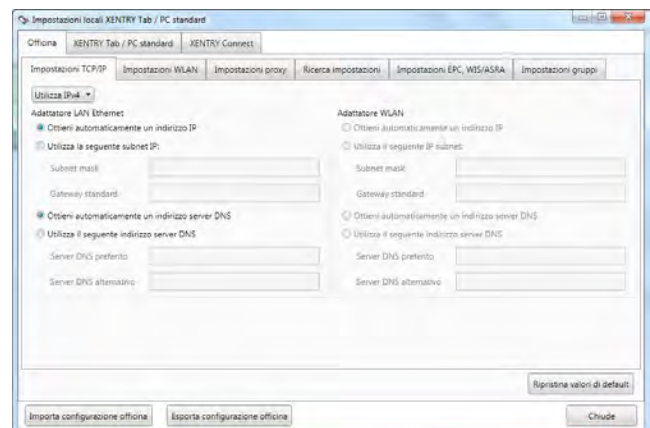 Impostazioni locali XENTRY Tab / PC standard
Officina XENTRY Tab / PC standard XENTRY Connect
Impostazioni TCP/IP Impostazioni WLAN Impostazioni proxy Ricerca impostazioni Impostazioni EPC, WIS/ASRA Impostazioni gruppi
Utilizza IPv4
Adattatore LAN Ethernet Adattatore WLAN
Ottieni automaticamente un indirizzo IP Ottieni automaticamente un indirizzo IP
Utilizza la seguente subnet IP: Utilizza il seguente IP subnet:
Subnet mask Subnet mask
Gateway standard Gateway standard
Ottieni automaticamente un indirizzo server DNS Ottieni automaticamente un indirizzo server DNS
Utilizza il seguente indirizzo server DNS Utilizza il seguente indirizzo server DNS
Server DNS preferito Server DNS preferito
Server DNS alternativo Server DNS alternativo
Ripristina valori di default
Importa configurazione officina Esporta configurazione officina Chiude